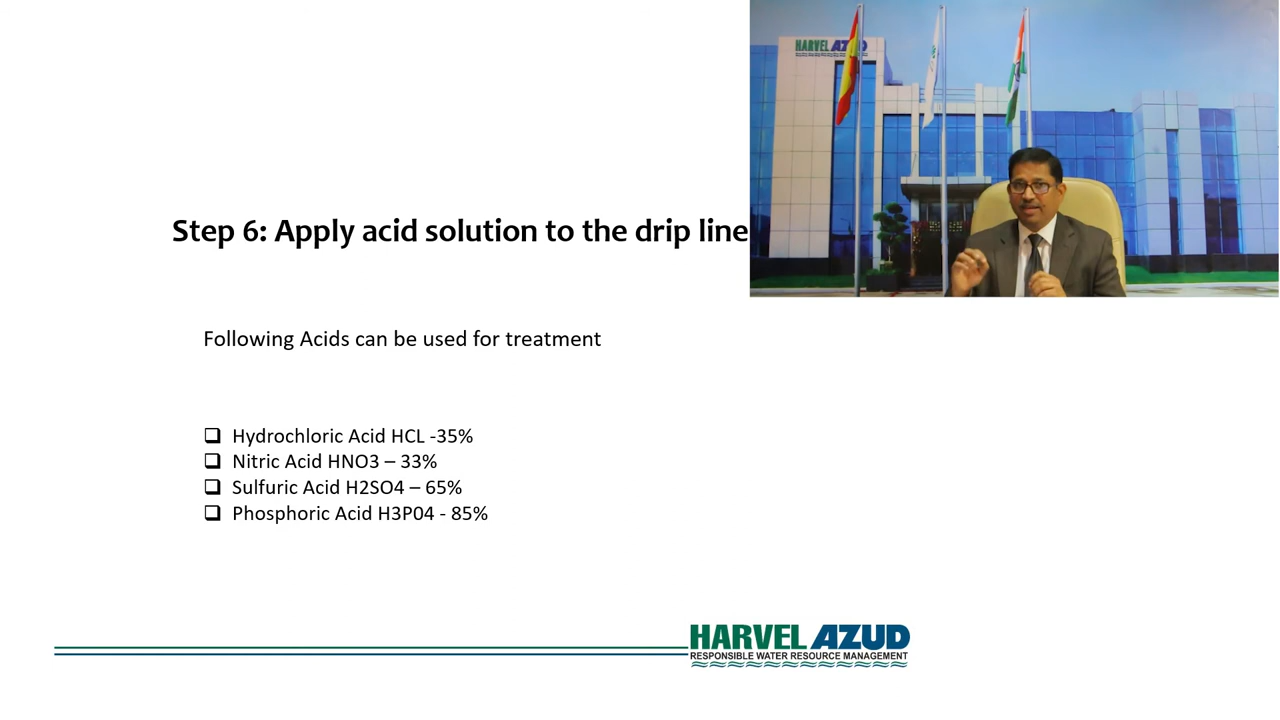 HARVEL AZUD
Step 6: Apply acid solution to the drip line
Following Acids can be used for treatment
❑ Hydrochloric Acid HCL -35%
❑ Nitric Acid HNO3 – 33%
❑ Sulfuric Acid H2SO4 – 65%
❑ Phosphoric Acid H3P04 - 85%
HARVEL AZUD
RESPONSIBLE WATER RESOURCE MANAGEMENT